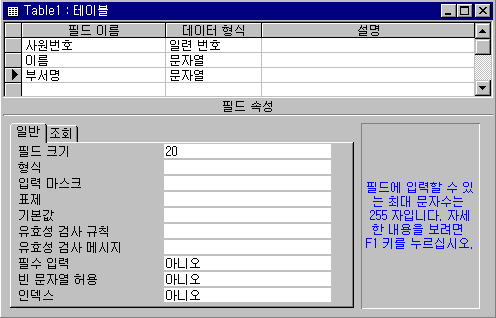 Table1 : 테이블
필드 이름 데이터 형식 설명
사원번호 일련 번호
이름 문자열
부서명 문자열
필드 속성
일반 조회
필드 크기 20
형식
입력 마스크
표제
기본값
유효성 검사 규칙
유효성 검사 메시지
필수 입력 아니오
빈 문자열 허용 아니오
인덱스 아니오
필드에 입력할 수 있
는 최대 문자수는
255 자입니다. 자세
한 내용을 보려면
F1 키를 누르십시오.